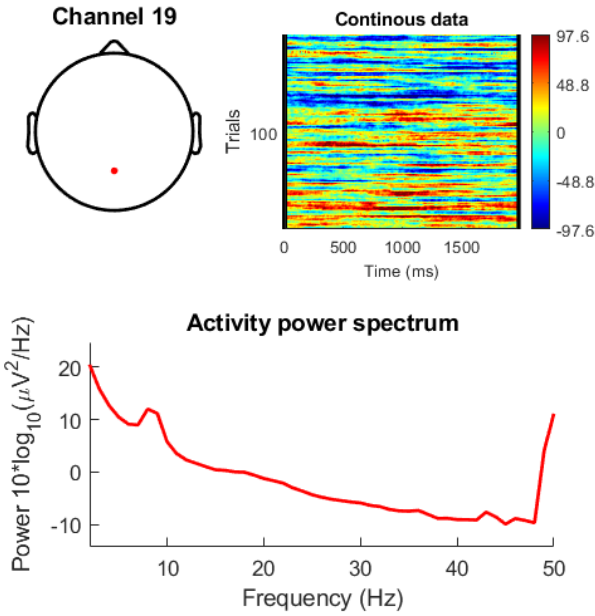 Channel 19
Continous data
Trials
100
0 500 1000 1500
Time (ms)
97.6
48.8
0
-48.8
-97.6
Activity power spectrum
Power 10*log10(μV²/Hz)
20
10
0
-10
10 20 30 40 50
Frequency (Hz)